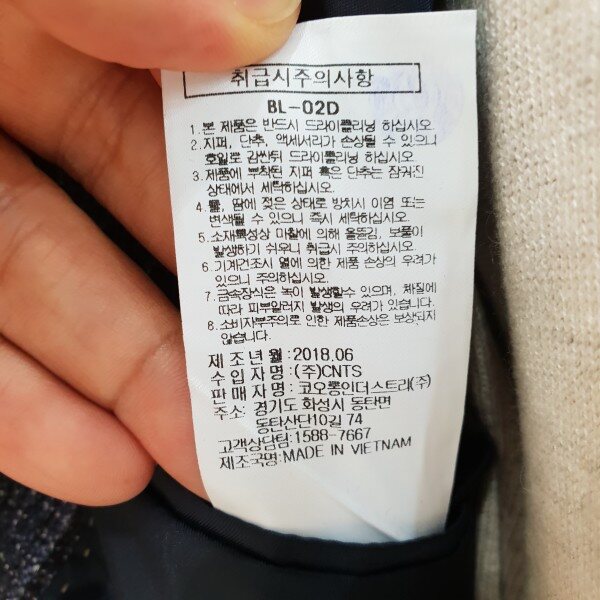 취급시주의사항
BL-02D
1. 본 제품은 반드시 드라이클리닝 하십시오
2. 지퍼, 단추, 액세서리가 손상될 수 있으니
호일로 감싼뒤 드라이클리닝 하십시오
3. 제품에 부착된 지퍼 혹은 단추는 잠궈진
상태에서 세탁하십시오
4. 물, 땀에 젖은 상태로 방치시 이염 또는
변색될 수 있으니 즉시 세탁하십시오.
5. 소재특성상 마찰에 의해 올뜯김, 보풀이
발생하기 쉬우니 취급시 주의하십시오
6. 기계건조시 열에 의한 제품 손상의 우려가
있으니 주의하십시오.
7. 금속장식은 녹이 발생할수 있으며, 체질에
따라 피부알러지 발생의 우려가 있습니다.
8. 소비자부주의로 인한 제품손상은 보상되지
않습니다.
제 조 년 월 : 2018.06
수 입 자 명 : (주)CNTS
판 매 자 명 : 코오롱인더스트리(주)
주소: 경기도 화성시 동탄면
동탄산단10길 74
고객상담팀:1588-7667
제조국명:MADE IN VIETNAM